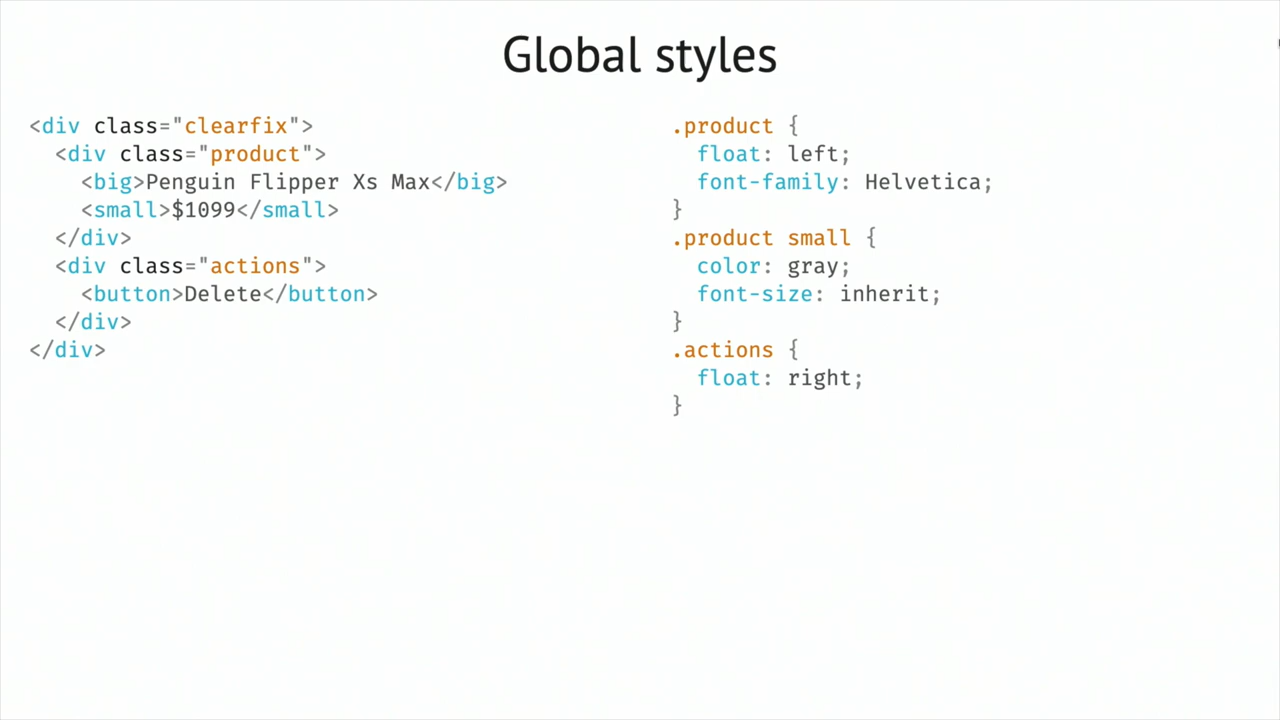 Global styles
<div class="clearfix">
  <div class="product">
    <big>Penguin Flipper Xs Max</big>
    <small>$1099</small>
  </div>
  <div class="actions">
    <button>Delete</button>
  </div>
</div>
.product {
  float: left;
  font-family: Helvetica;
}
.product small {
  color: gray;
  font-size: inherit;
}
.actions {
  float: right;
}